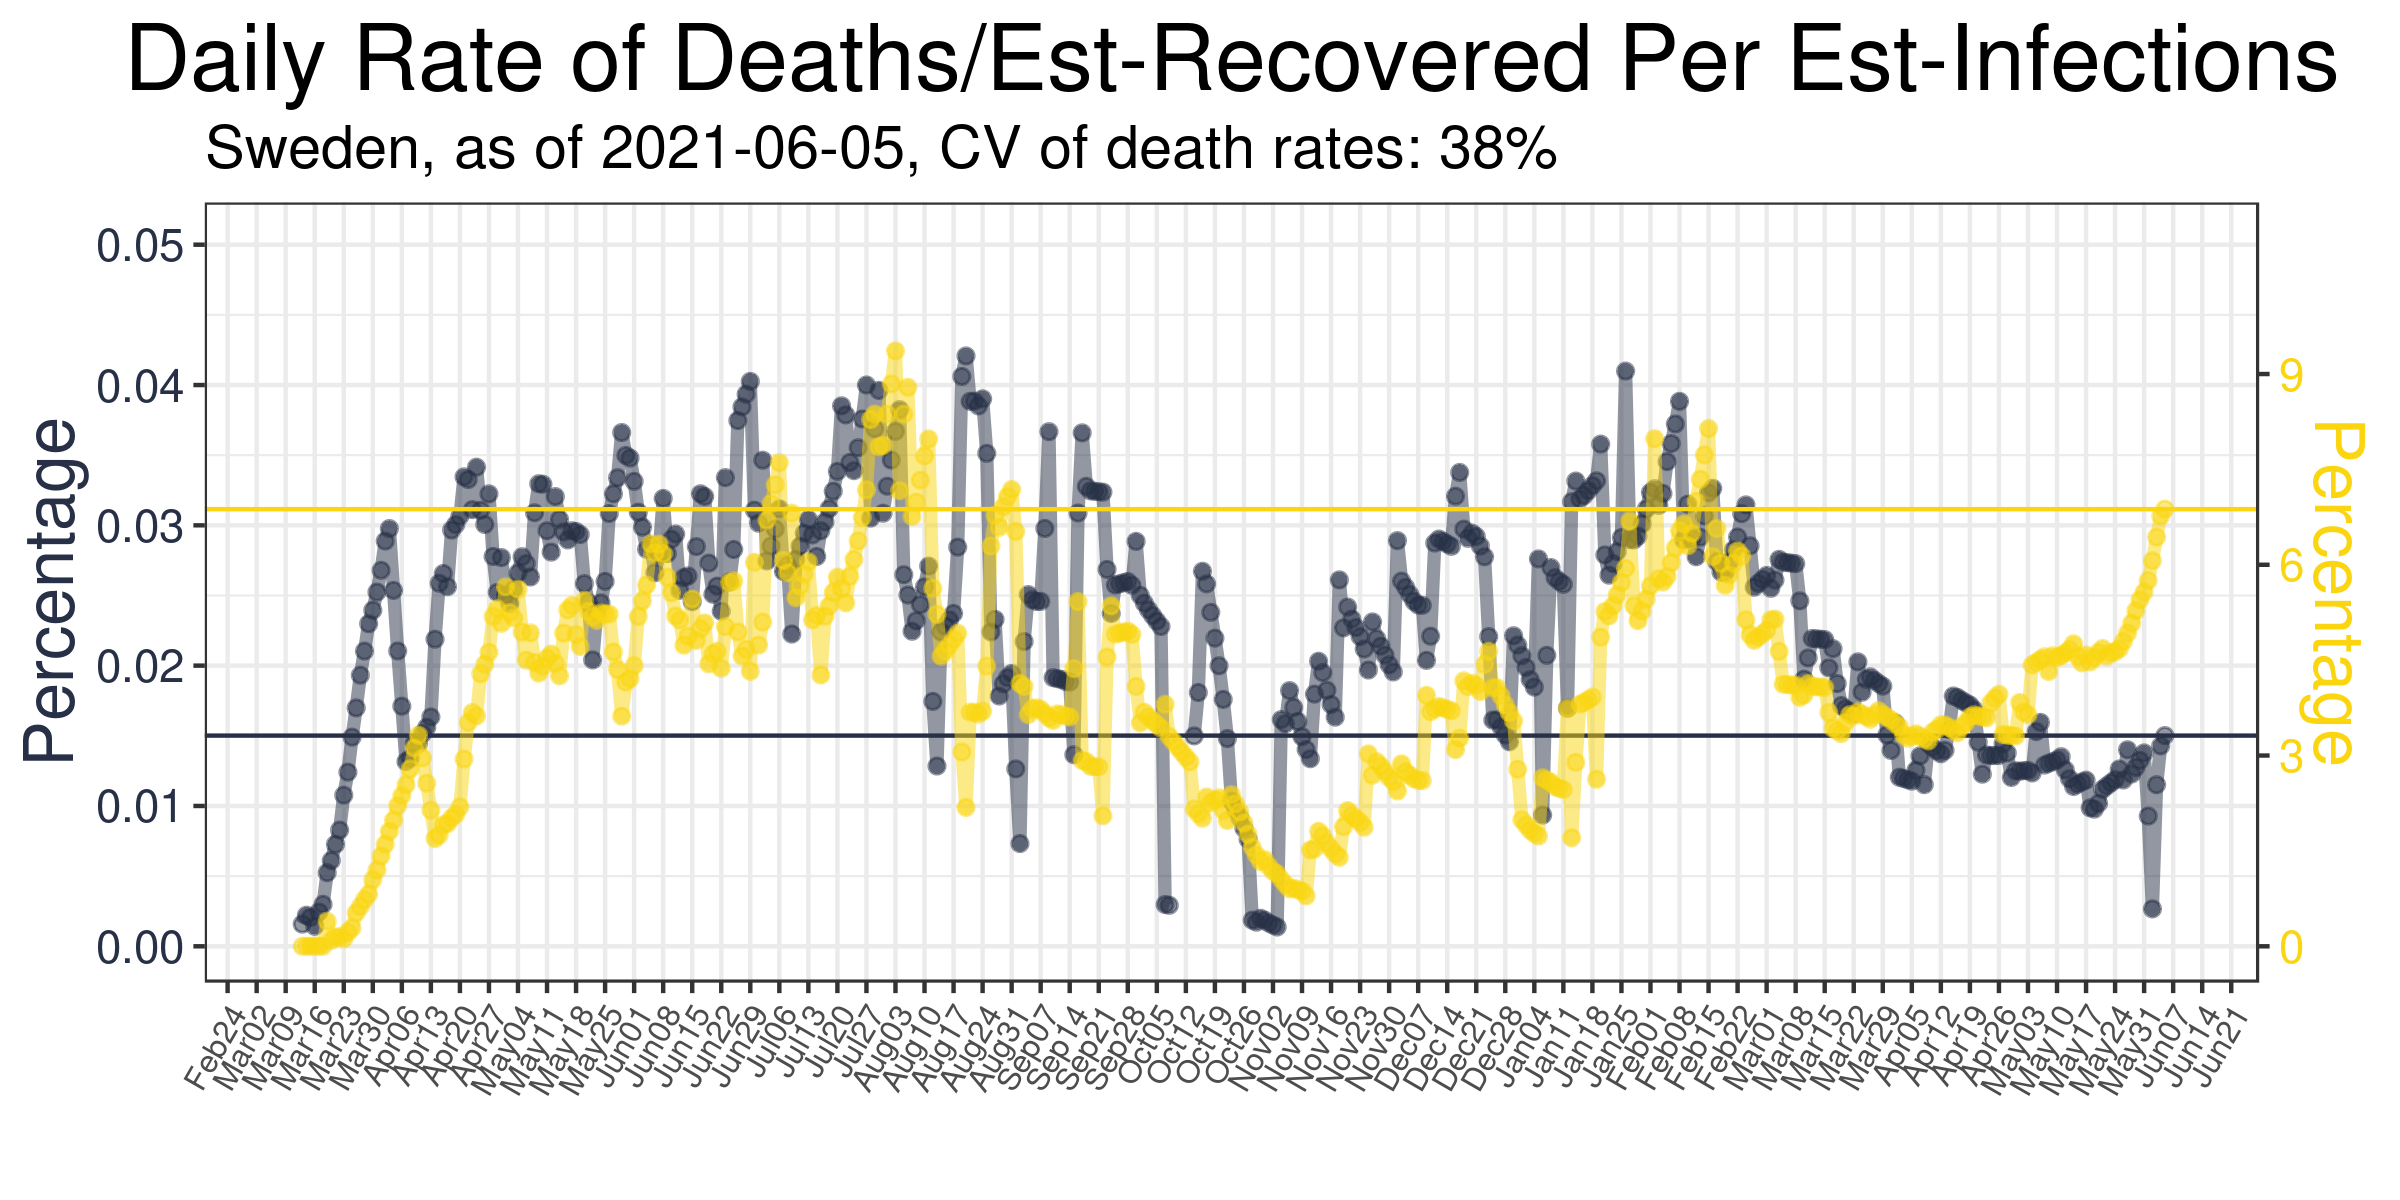 Daily Rate of Deaths/Est-Recovered Per Est-Infections
Sweden, as of 2021-06-05, CV of death rates: 38%
Percentage
0.05
0.04
0.03
0.02
0.01
0.00
9
6
3
0
Percentage
Feb24
Mar02
Mar09
Mar16
Mar23
Mar30
Apr06
Apr13
Apr20
Apr27
May04
May11
May18
May25
Jun01
Jun08
Jun15
Jun22
Jun29
Jul06
Jul13
Jul20
Jul27
Aug03
Aug10
Aug17
Aug24
Aug31
Sep07
Sep14
Sep21
Sep28
Oct05
Oct12
Oct19
Oct26
Nov02
Nov09
Nov16
Nov23
Nov30
Dec07
Dec14
Dec21
Dec28
Jan04
Jan11
Jan18
Jan25
Feb01
Feb08
Feb15
Feb22
Mar01
Mar08
Mar15
Mar22
Mar29
Apr05
Apr12
Apr19
Apr26
May03
May10
May17
May24
May31
Jun07
Jun14
Jun21